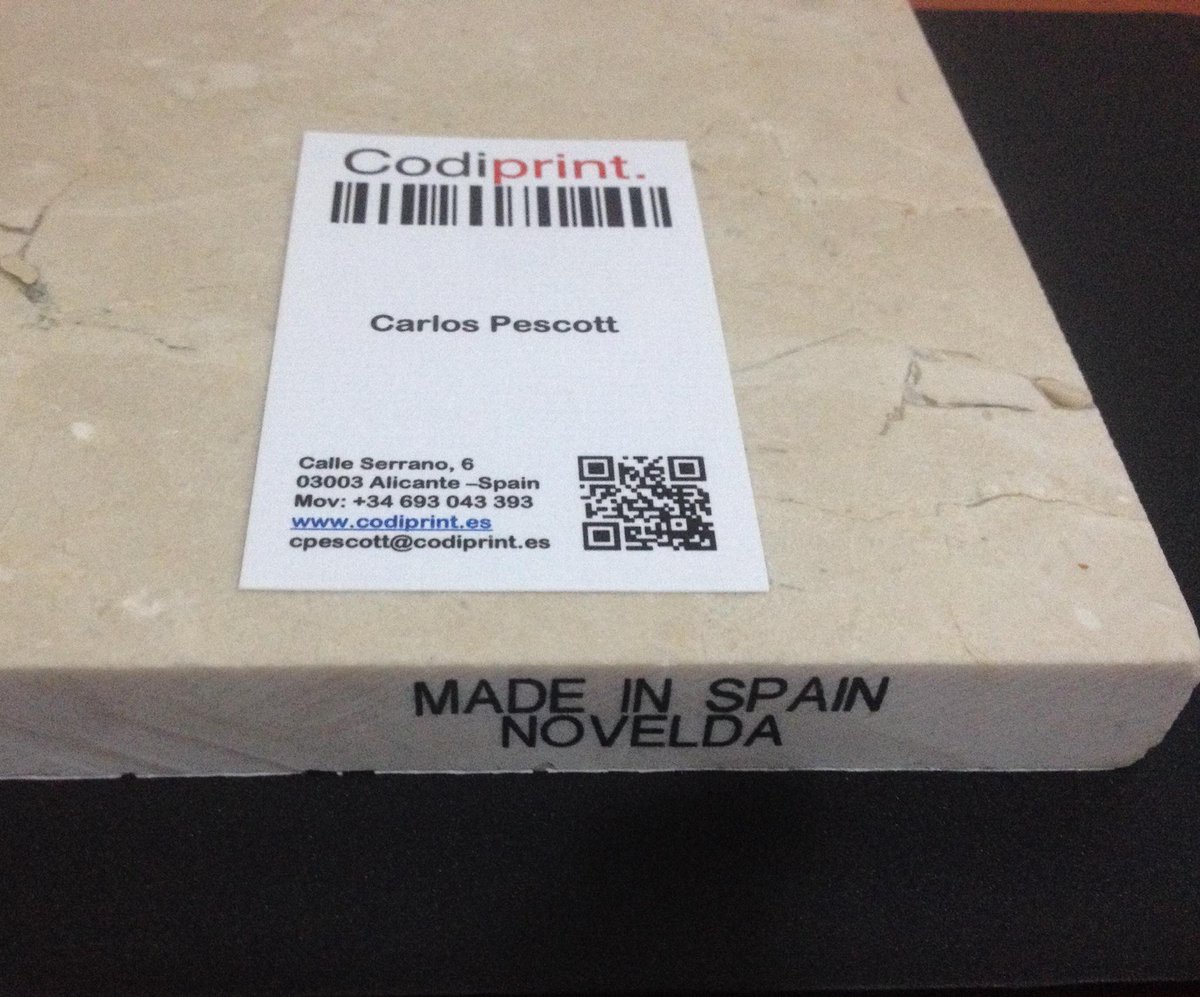 Codiprint.
Carlos Pescott
Calle Serrano, 6
03003 Alicante –Spain
Mov: +34 693 043 393
www.codiprint.es
cpescott@codiprint.es
MADE IN SPAIN
NOVELDA